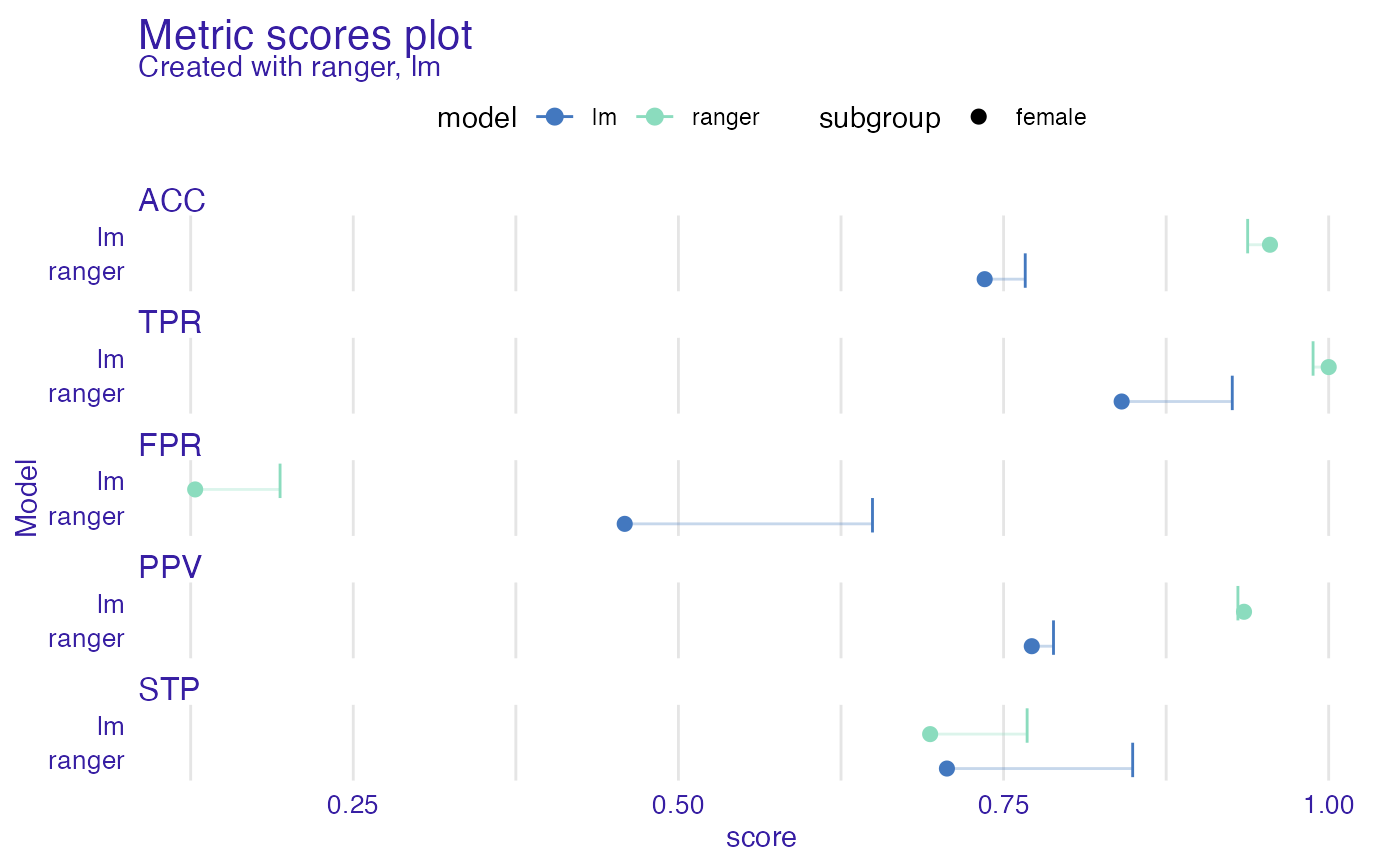 Metric scores plot
Created with ranger, lm
model lm ranger subgroup female
ACC
lm
ranger
TPR
lm
ranger
FPR
lm
ranger
PPV
lm
ranger
STP
lm
ranger
Model
0.25 0.50 0.75 1.00
score